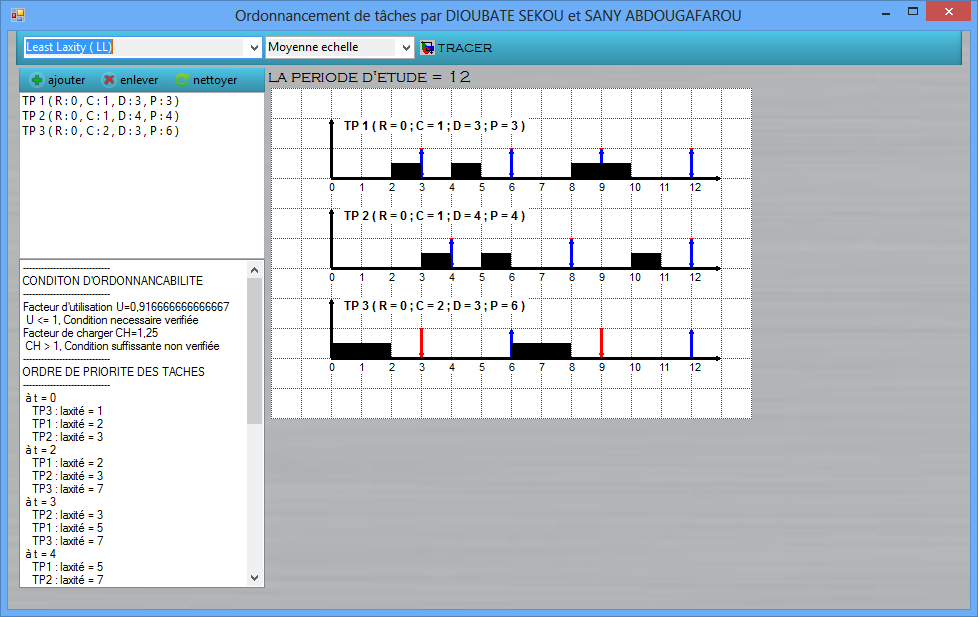 Ordonnancement de tâches par DIOUBATE SEKOU et SANY ABDOUGAFAROU
Least Laxity ( LL) Moyenne echelle TRACER
ajouter enlever nettoyer
LA PERIODE D'ETUDE = 12
TP 1 ( R : 0 , C : 1 , D : 3 , P : 3 )
TP 2 ( R : 0 , C : 1 , D : 4 , P : 4 )
TP 3 ( R : 0 , C : 2 , D : 3 , P : 6 )
------------------------------
CONDITON D'ORDONNANCABILITE
------------------------------
Facteur d'utilisation U=0,916666666666667
U <= 1, Condition necessaire verifiée
Facteur de charger CH=1,25
CH > 1, Condition suffissante non verifiée
------------------------------
ORDRE DE PRIORITE DES TACHES
------------------------------
à t = 0
TP3 : laxité = 1
TP1 : laxité = 2
TP2 : laxité = 3
à t = 2
TP1 : laxité = 2
TP2 : laxité = 3
TP3 : laxité = 7
à t = 3
TP2 : laxité = 3
TP1 : laxité = 5
TP3 : laxité = 7
à t = 4
TP1 : laxité = 5
TP2 : laxité = 7
TP 1 ( R = 0 ; C = 1 ; D = 3 ; P = 3 )
0 1 2 3 4 5 6 7 8 9 10 11 12
TP 2 ( R = 0 ; C = 1 ; D = 4 ; P = 4 )
0 1 2 3 4 5 6 7 8 9 10 11 12
TP 3 ( R = 0 ; C = 2 ; D = 3 ; P = 6 )
0 1 2 3 4 5 6 7 8 9 10 11 12